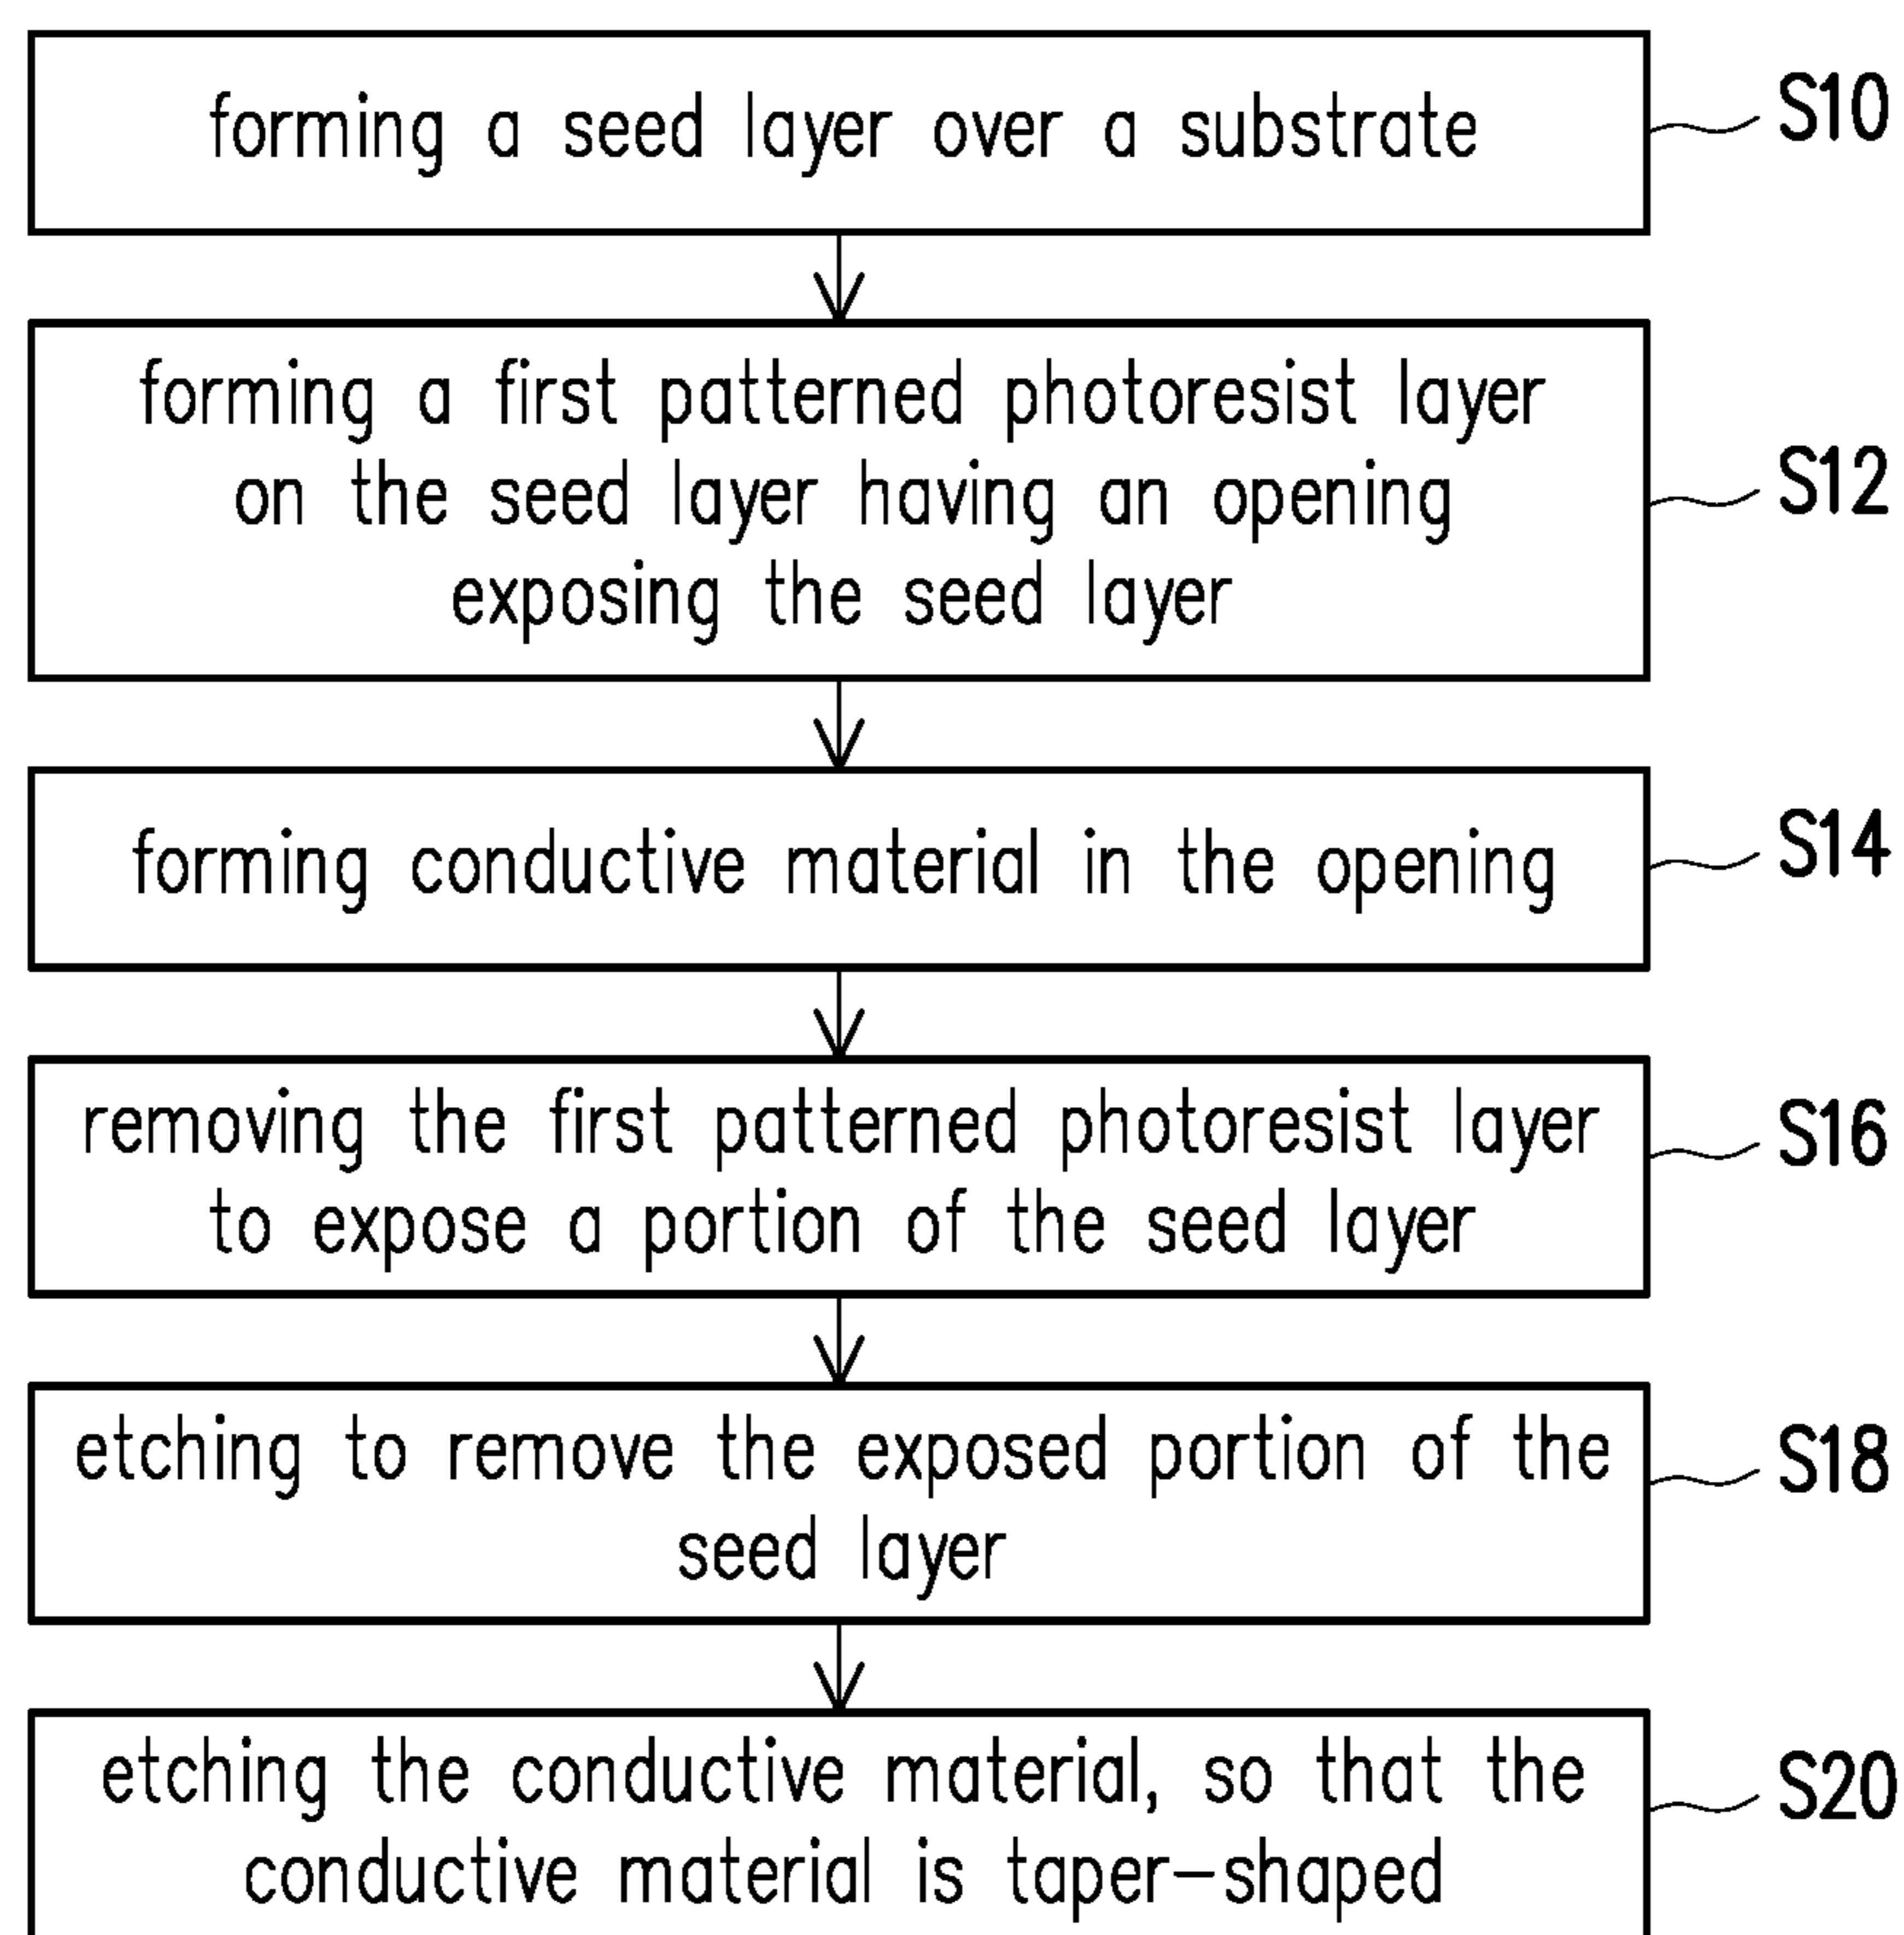 forming a seed layer over a substrate
S10
forming a first patterned photoresist layer
on the seed layer having an opening
exposing the seed layer
S12
forming conductive material in the opening
S14
removing the first patterned photoresist layer
to expose a portion of the seed layer
S16
etching to remove the exposed portion of the
seed layer
S18
etching the conductive material, so that the
conductive material is taper-shaped
S20